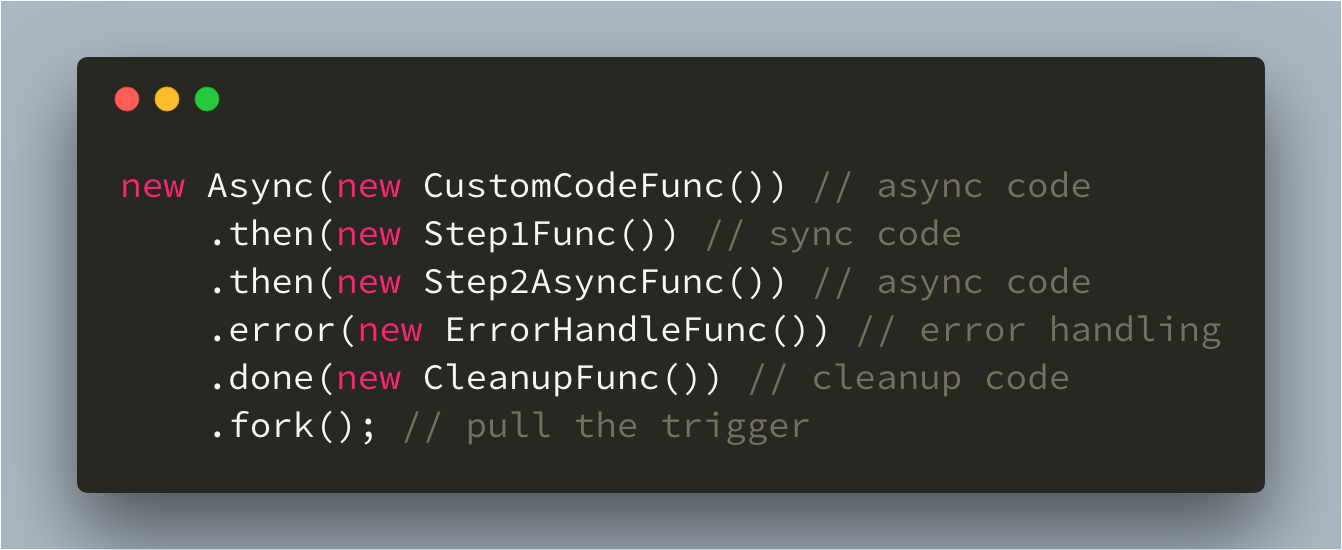 new Async(new CustomCodeFunc()) // async code
    .then(new Step1Func()) // sync code
    .then(new Step2AsyncFunc()) // async code
    .error(new ErrorHandleFunc()) // error handling
    .done(new CleanupFunc()) // cleanup code
    .fork(); // pull the trigger